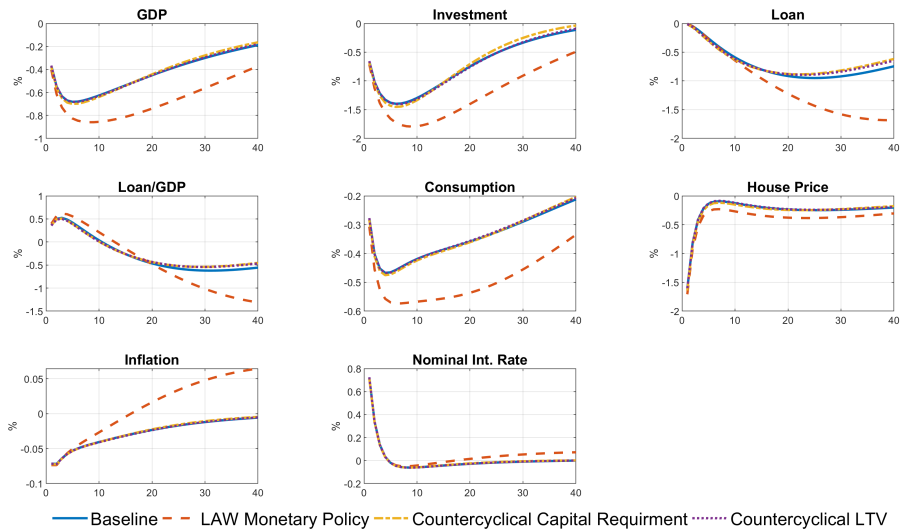 GDP
Investment
Loan
0
-0.2
-0.4
-0.6
-0.8
-1
%
0 10 20 30 40
0
-0.5
-1
-1.5
-2
%
0 10 20 30 40
0
-0.5
-1
-1.5
-2
%
0 10 20 30 40
Loan/GDP
Consumption
House Price
1
0.5
0
-0.5
-1
-1.5
%
0 10 20 30 40
-0.2
-0.3
-0.4
-0.5
-0.6
%
0 10 20 30 40
0
-0.5
-1
-1.5
-2
%
0 10 20 30 40
Inflation
Nominal Int. Rate
0.05
0
-0.05
-0.1
%
0 10 20 30 40
0.8
0.6
0.4
0.2
0
-0.2
%
0 10 20 30 40
Baseline LAW Monetary Policy Countercyclical Capital Requirment Countercyclical LTV